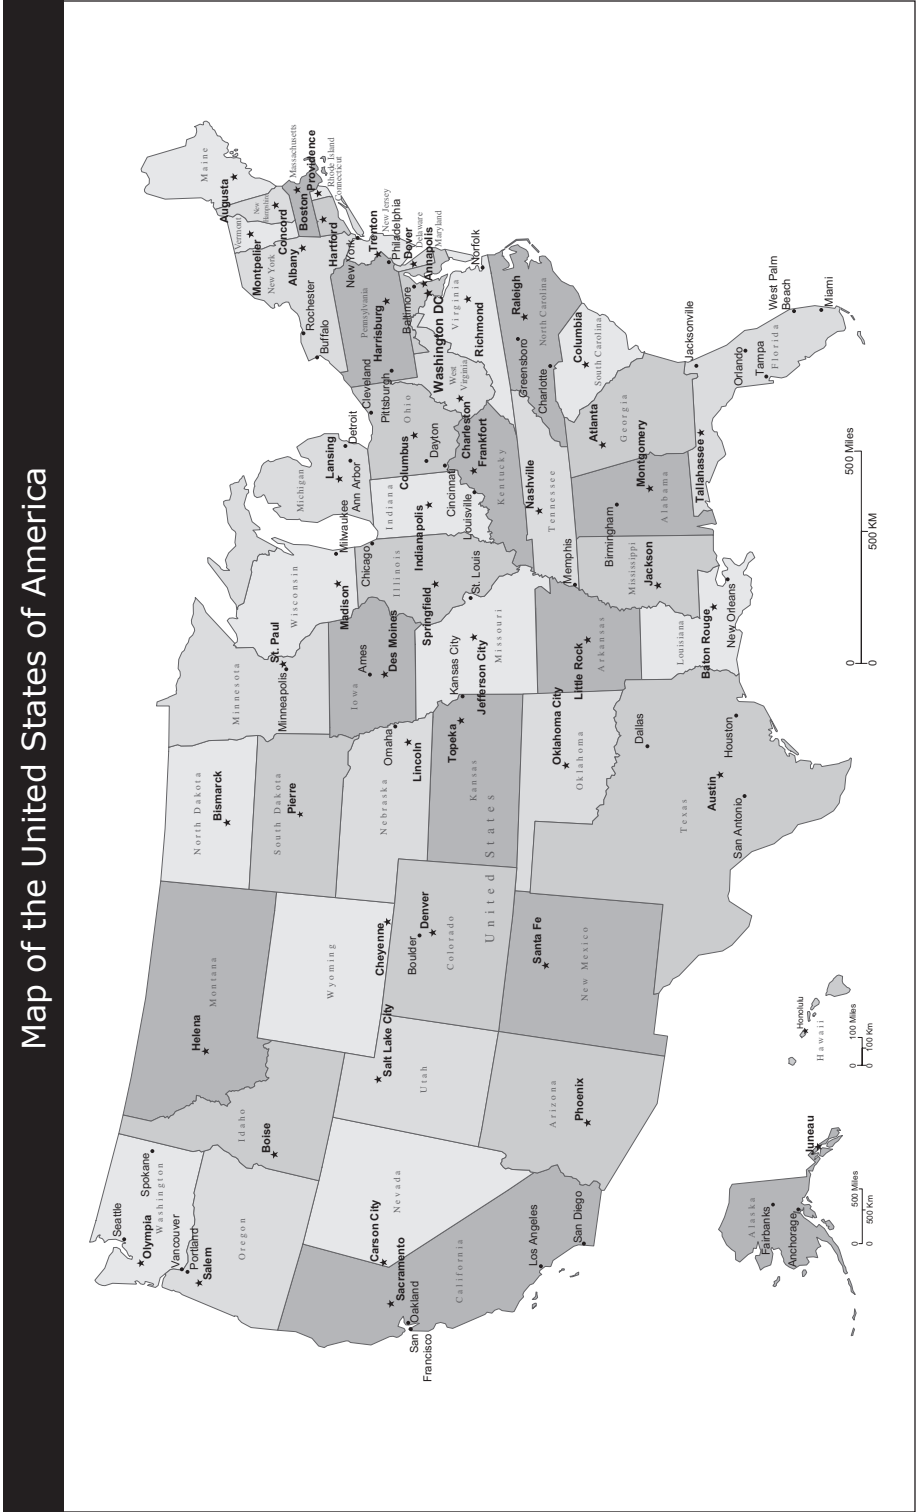 Map of the United States of America
Seattle
Olympia
Spokane
Washington
Vancouver
Portland
Salem
Oregon
Idaho
Boise
Helena
Montana
Wyoming
Cheyenne
Carson City
Nevada
Sacramento
Oakland
San
Francisco
California
Los Angeles
San Diego
Salt Lake City
Utah
Arizona
Phoenix
Boulder
Denver
Colorado
Santa Fe
New Mexico
United States
North Dakota
Bismarck
South Dakota
Pierre
Nebraska
Omaha
Lincoln
Topeka
Kansas
Oklahoma City
Oklahoma
Texas
Dallas
Austin
Houston
San Antonio
Minnesota
Minneapolis
St. Paul
Iowa
Ames
Des Moines
Kansas City
Jefferson City
Missouri
St. Louis
Little Rock
Arkansas
Louisiana
Baton Rouge
New Orleans
Wisconsin
Madison
Milwaukee
Chicago
Illinois
Springfield
Michigan
Lansing
Ann Arbor
Detroit
Indiana
Indianapolis
Ohio
Cleveland
Columbus
Dayton
Cincinnati
Louisville
Frankfort
Kentucky
Nashville
Tennessee
Memphis
Mississippi
Jackson
Birmingham
Alabama
Montgomery
Atlanta
Georgia
Tallahassee
Jacksonville
Orlando
Tampa
Florida
West Palm
Beach
Miami
Columbia
South Carolina
Charlotte
Greensboro
Raleigh
North Carolina
West
Virginia
Charleston
Virginia
Richmond
Norfolk
Washington DC
Maryland
Annapolis
Baltimore
Delaware
Dover
Pennsylvania
Pittsburgh
Harrisburg
Philadelphia
New Jersey
Trenton
New York
New York
Buffalo
Rochester
Albany
Vermont
Montpelier
New
Hampshire
Concord
Maine
Augusta
Massachusetts
Boston
Providence
Rhode Island
Connecticut
Hartford
Alaska
Fairbanks
Anchorage
Juneau
0 500 Miles
0 500 Km
Honolulu
Hawaii
0 100 Miles
0 100 Km
0 500 Miles
0 500 KM